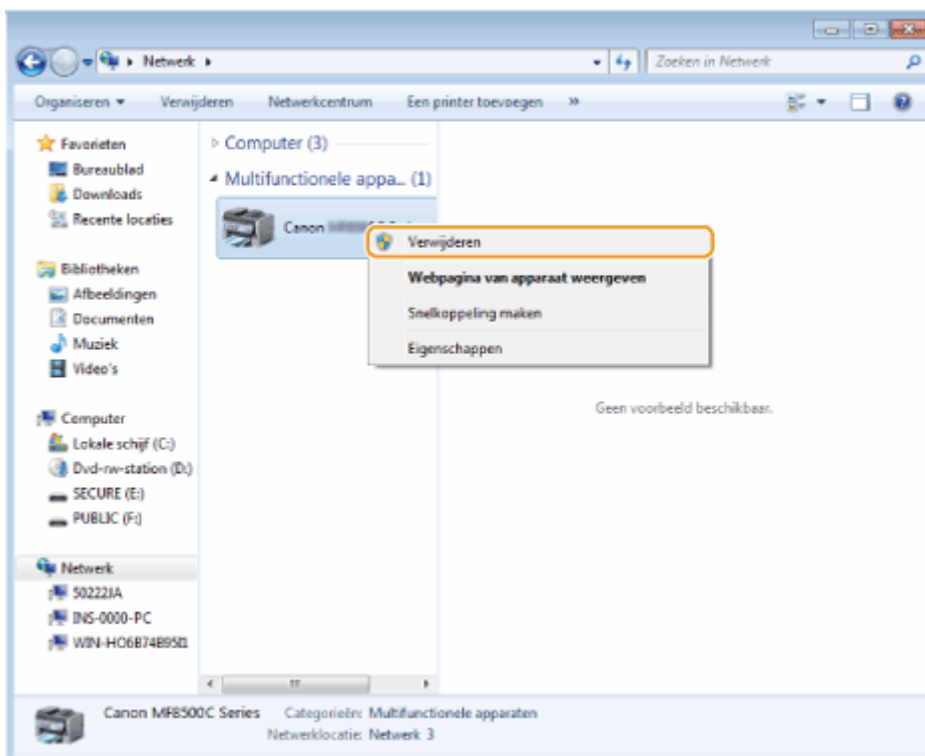 Netwerk
Zoeken in Netwerk
Organiseren
Verwijderen
Netwerkcentrum
Een printer toevoegen
»
Favorieten
Bureaublad
Downloads
Recente locaties
Bibliotheken
Afbeeldingen
Documenten
Muziek
Video's
Computer
Lokale schijf (C:)
Dvd-rw-station (D:)
SECURE (E:)
PUBLIC (F:)
Netwerk
50222JA
INS-0000-PC
Computer (3)
Multifunctionele appa... (1)
Canon
Verwijderen
Webpagina van apparaat weergeven
Snelkoppeling maken
Eigenschappen
Geen voorbeeld beschikbaar.
Canon MF8500C Series Categorieën: Multifunctionele apparaten
Netwerklocatie: Netwerk 3